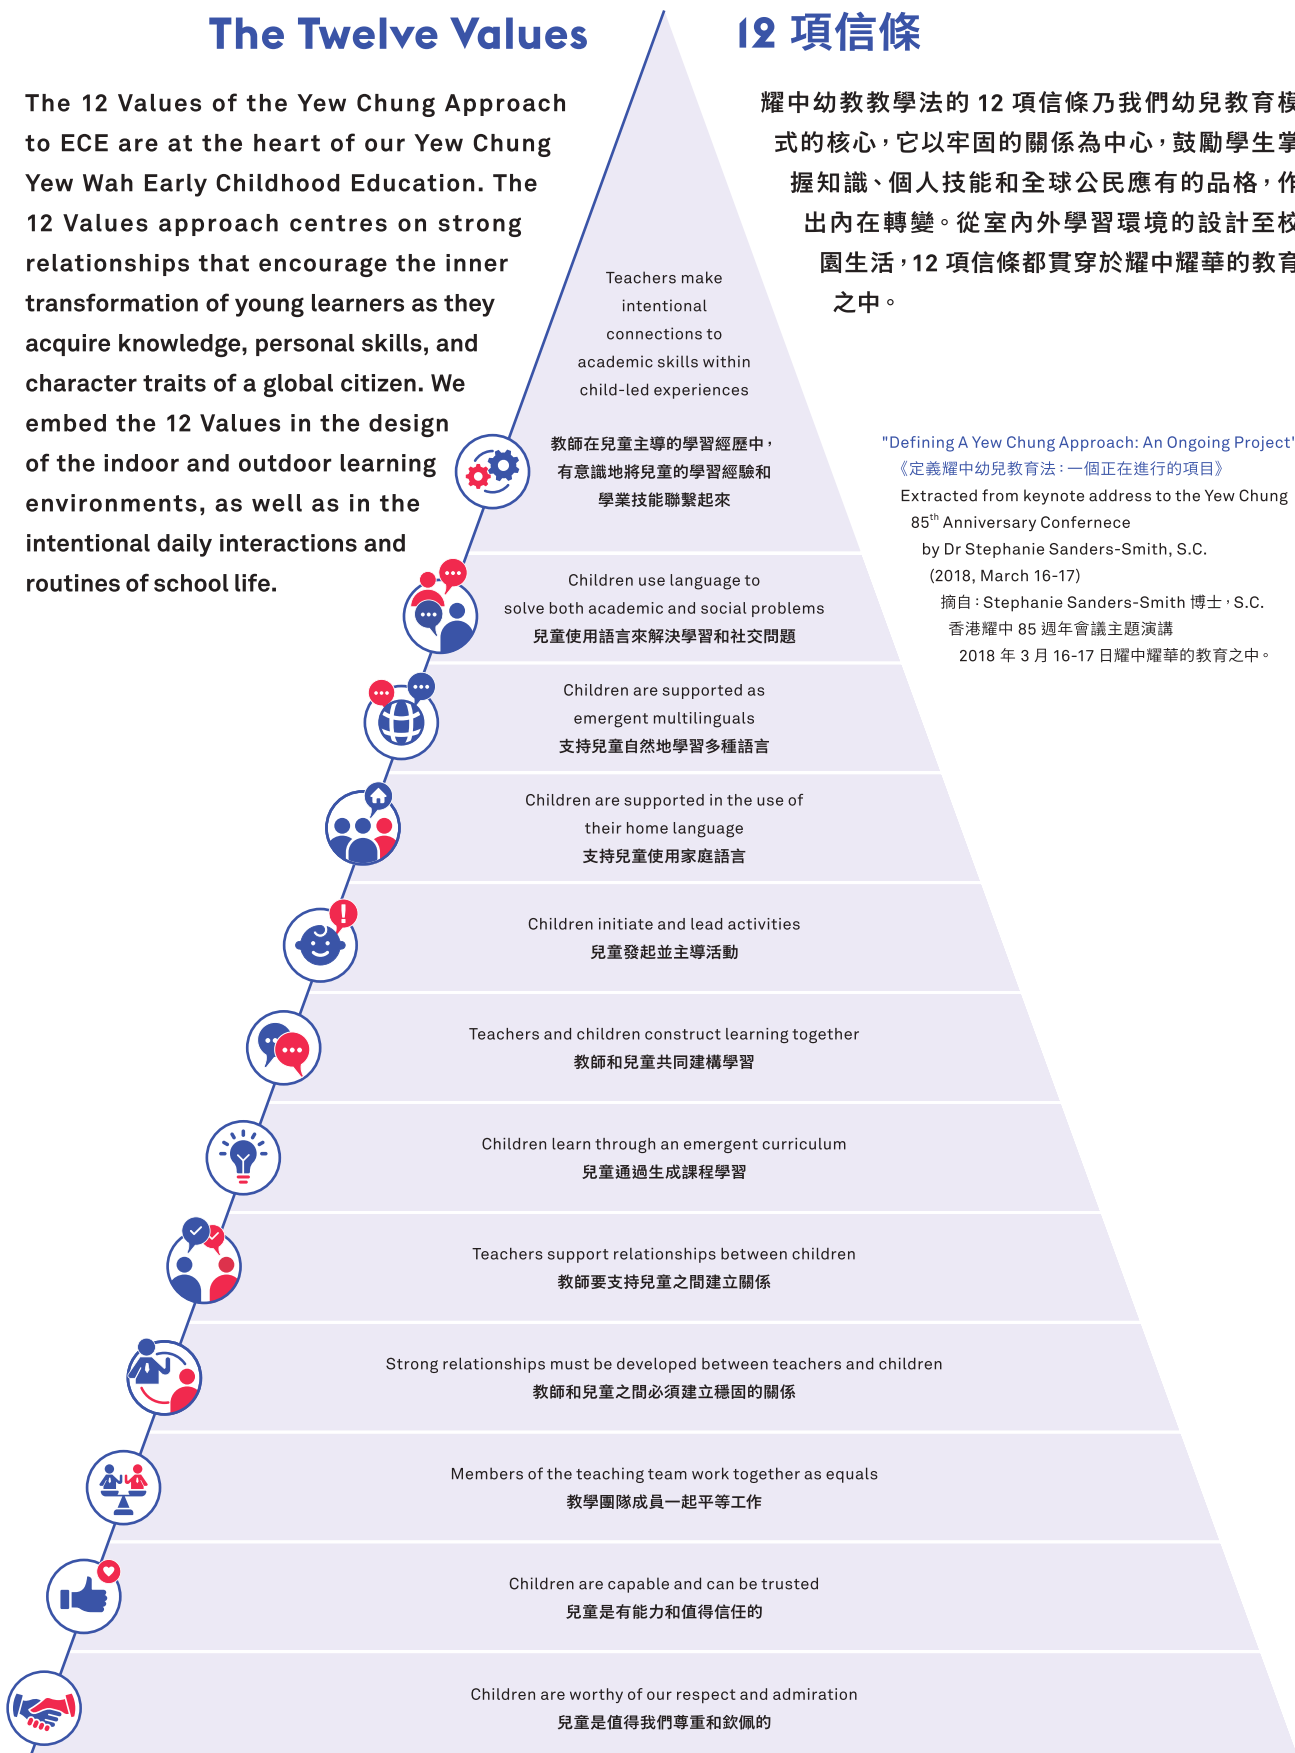 The Twelve Values
12 項信條
The 12 Values of the Yew Chung Approach
to ECE are at the heart of our Yew Chung
Yew Wah Early Childhood Education. The
12 Values approach centres on strong
relationships that encourage the inner
transformation of young learners as they
acquire knowledge, personal skills, and
character traits of a global citizen. We
embed the 12 Values in the design
of the indoor and outdoor learning
environments, as well as in the
intentional daily interactions and
routines of school life.
耀中幼教教學法的 12 項信條乃我們幼兒教育模
式的核心，它以牢固的關係為中心，鼓勵學生掌
握知識、個人技能和全球公民應有的品格，作
出內在轉變。從室內外學習環境的設計至校
園生活，12 項信條都貫穿於耀中耀華的教育
之中。
"Defining A Yew Chung Approach: An Ongoing Project"
《定義耀中幼兒教育法：一個正在進行的項目》
Extracted from keynote address to the Yew Chung
85th Anniversary Confernece
by Dr Stephanie Sanders-Smith, S.C.
(2018, March 16-17)
摘自：Stephanie Sanders-Smith 博士，S.C.
香港耀中 85 週年會議主題演講
2018 年 3 月 16-17 日耀中耀華的教育之中。
Teachers make
intentional
connections to
academic skills within
child-led experiences
教師在兒童主導的學習經歷中，
有意識地將兒童的學習經驗和
學業技能聯繫起來
Children use language to
solve both academic and social problems
兒童使用語言來解決學習和社交問題
Children are supported as
emergent multilinguals
支持兒童自然地學習多種語言
Children are supported in the use of
their home language
支持兒童使用家庭語言
Children initiate and lead activities
兒童發起並主導活動
Teachers and children construct learning together
教師和兒童共同建構學習
Children learn through an emergent curriculum
兒童通過生成課程學習
Teachers support relationships between children
教師要支持兒童之間建立關係
Strong relationships must be developed between teachers and children
教師和兒童之間必須建立穩固的關係
Members of the teaching team work together as equals
教學團隊成員一起平等工作
Children are capable and can be trusted
兒童是有能力和值得信任的
Children are worthy of our respect and admiration
兒童是值得我們尊重和欽佩的